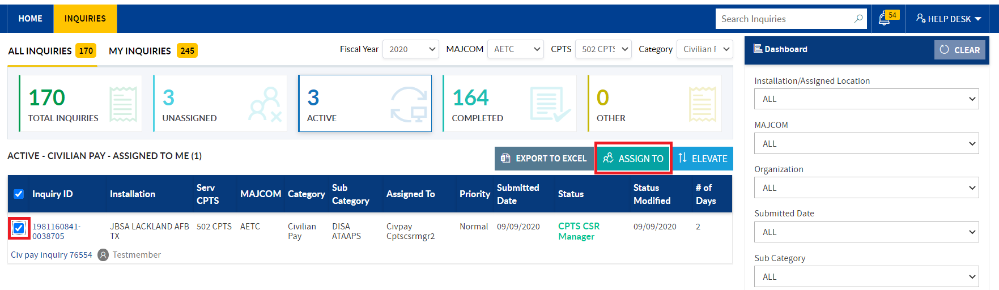 HOME
INQUIRIES
Search Inquiries
54
HELP DESK
ALL INQUIRIES 170
MY INQUIRIES 245
Fiscal Year 2020
MAJCOM AETC
CPTS 502 CPTS
Category Civilian F
170
TOTAL INQUIRIES
3
UNASSIGNED
3
ACTIVE
164
COMPLETED
0
OTHER
ACTIVE - CIVILIAN PAY - ASSIGNED TO ME (1)
EXPORT TO EXCEL
ASSIGN TO
ELEVATE
Inquiry ID
Installation
Serv
CPTS
MAJCOM
Category
Sub
Category
Assigned To
Priority
Submitted
Date
Status
Status
Modified
# of
Days
1981160841-
0038705
JBSA LACKLAND AFB
TX
502 CPTS
AETC
Civilian
Pay
DISA
ATAAPS
Civpay
Cptscsrmgr2
Normal
09/09/2020
CPTS CSR
Manager
09/09/2020
2
Civ pay inquiry 76554
Testmember
Dashboard
CLEAR
Installation/Assigned Location
ALL
MAJCOM
ALL
Organization
ALL
Submitted Date
ALL
Sub Category
ALL